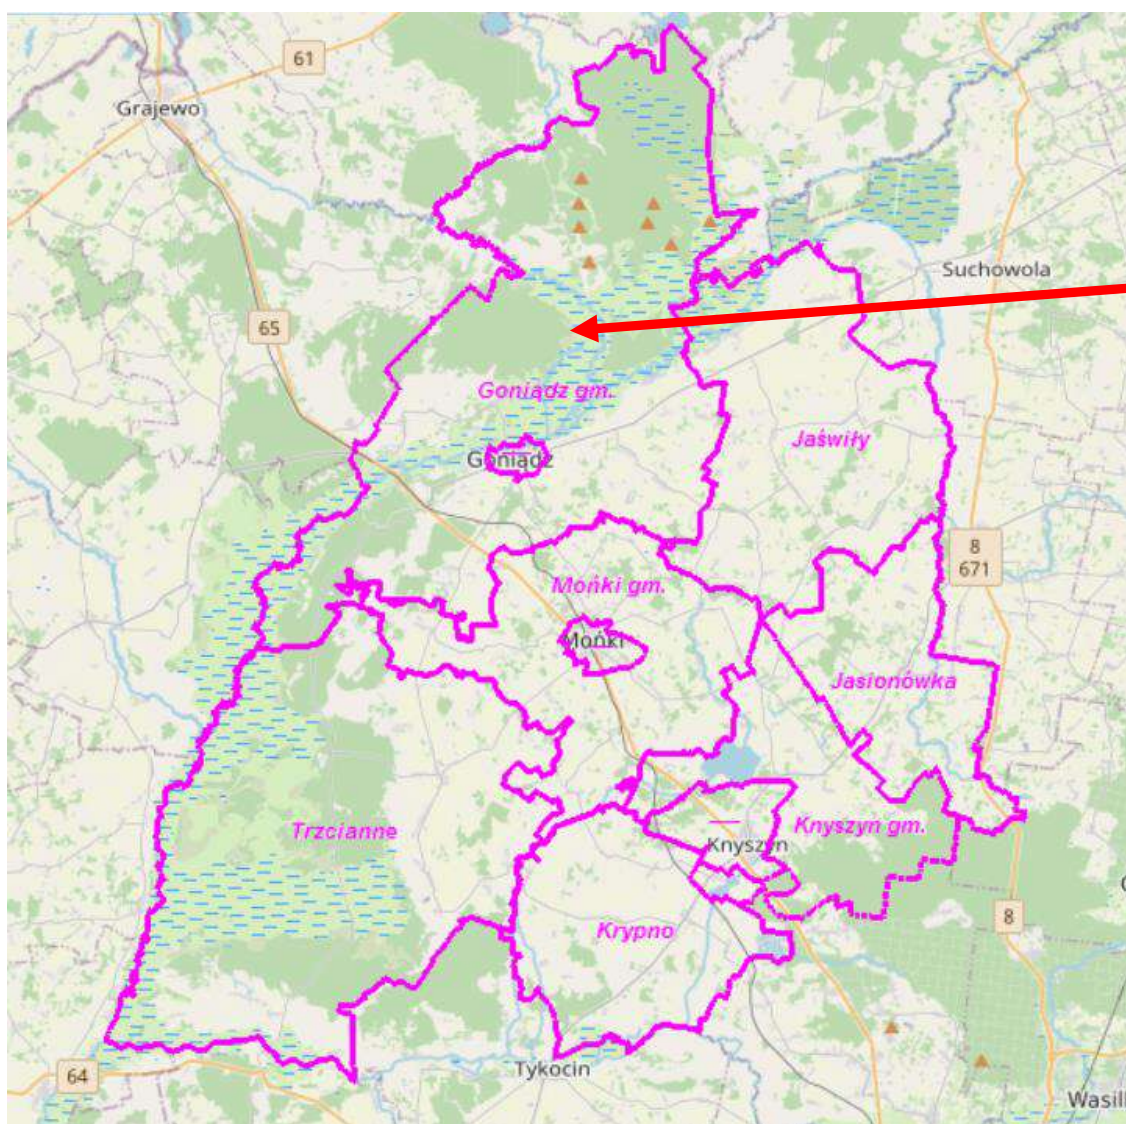 61
Grajewo
Suchowola
65
Goniądz gm.
Jaświły
Goniądz
8
671
Mońki gm.
Mońki
Jasionówka
Trzcianne
Knyszyn gm.
Knyszyn
8
Krypno
Tykocin
64